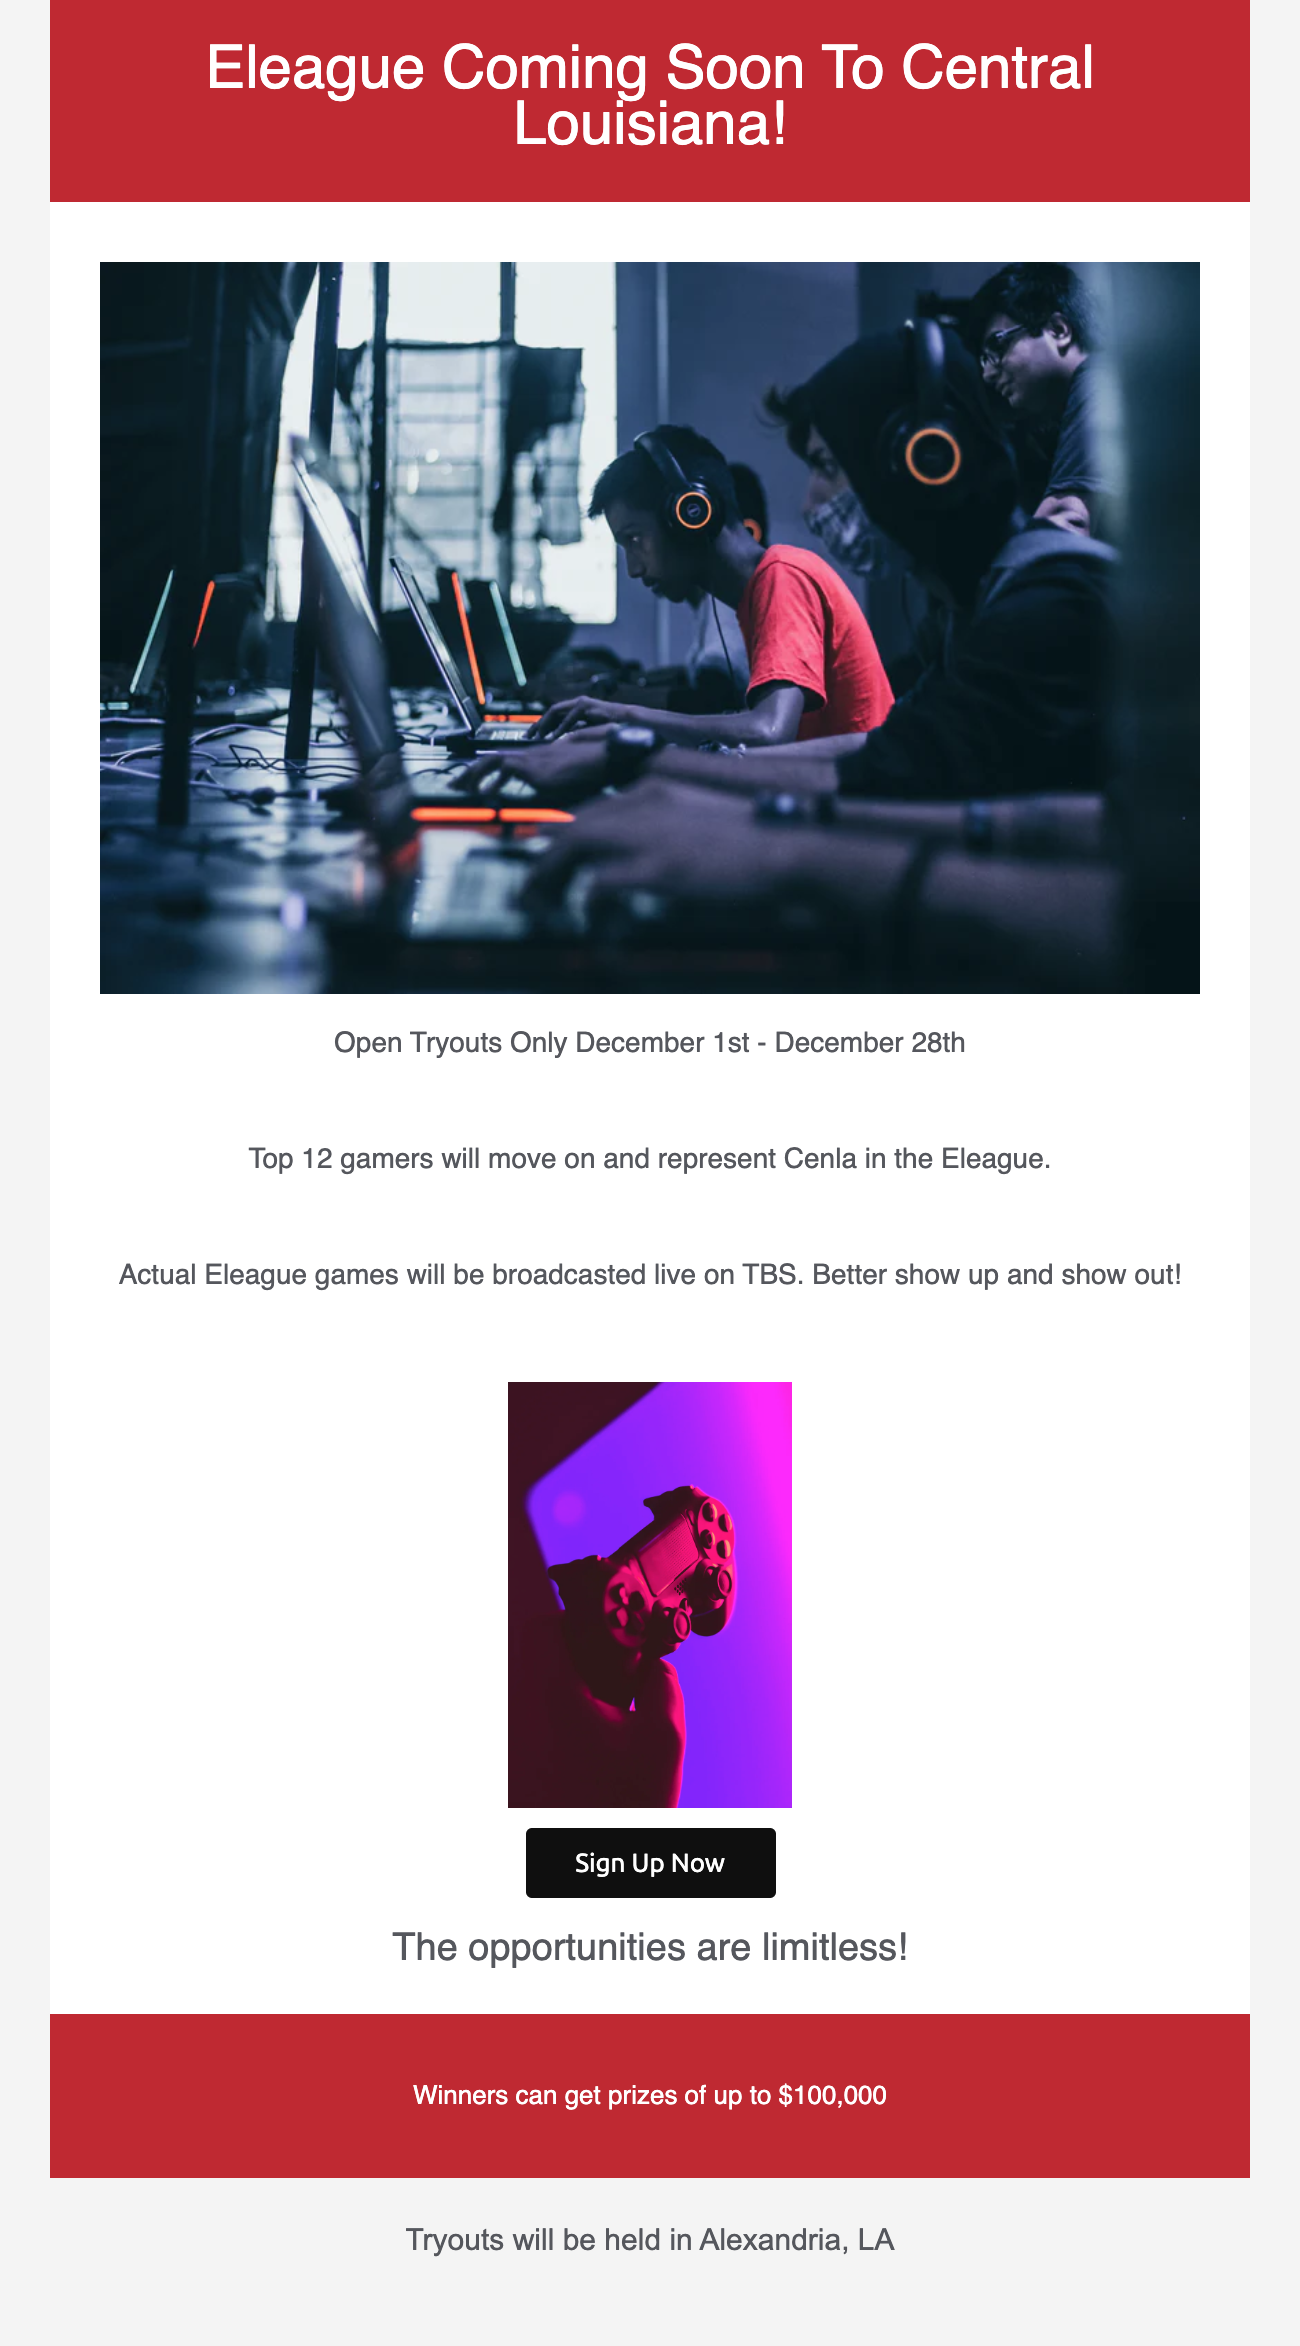 Eleague Coming Soon To Central
Louisiana!
Open Tryouts Only December 1st - December 28th
Top 12 gamers will move on and represent Cenla in the Eleague.
Actual Eleague games will be broadcasted live on TBS. Better show up and show out!
Sign Up Now
The opportunities are limitless!
Winners can get prizes of up to $100,000
Tryouts will be held in Alexandria, LA